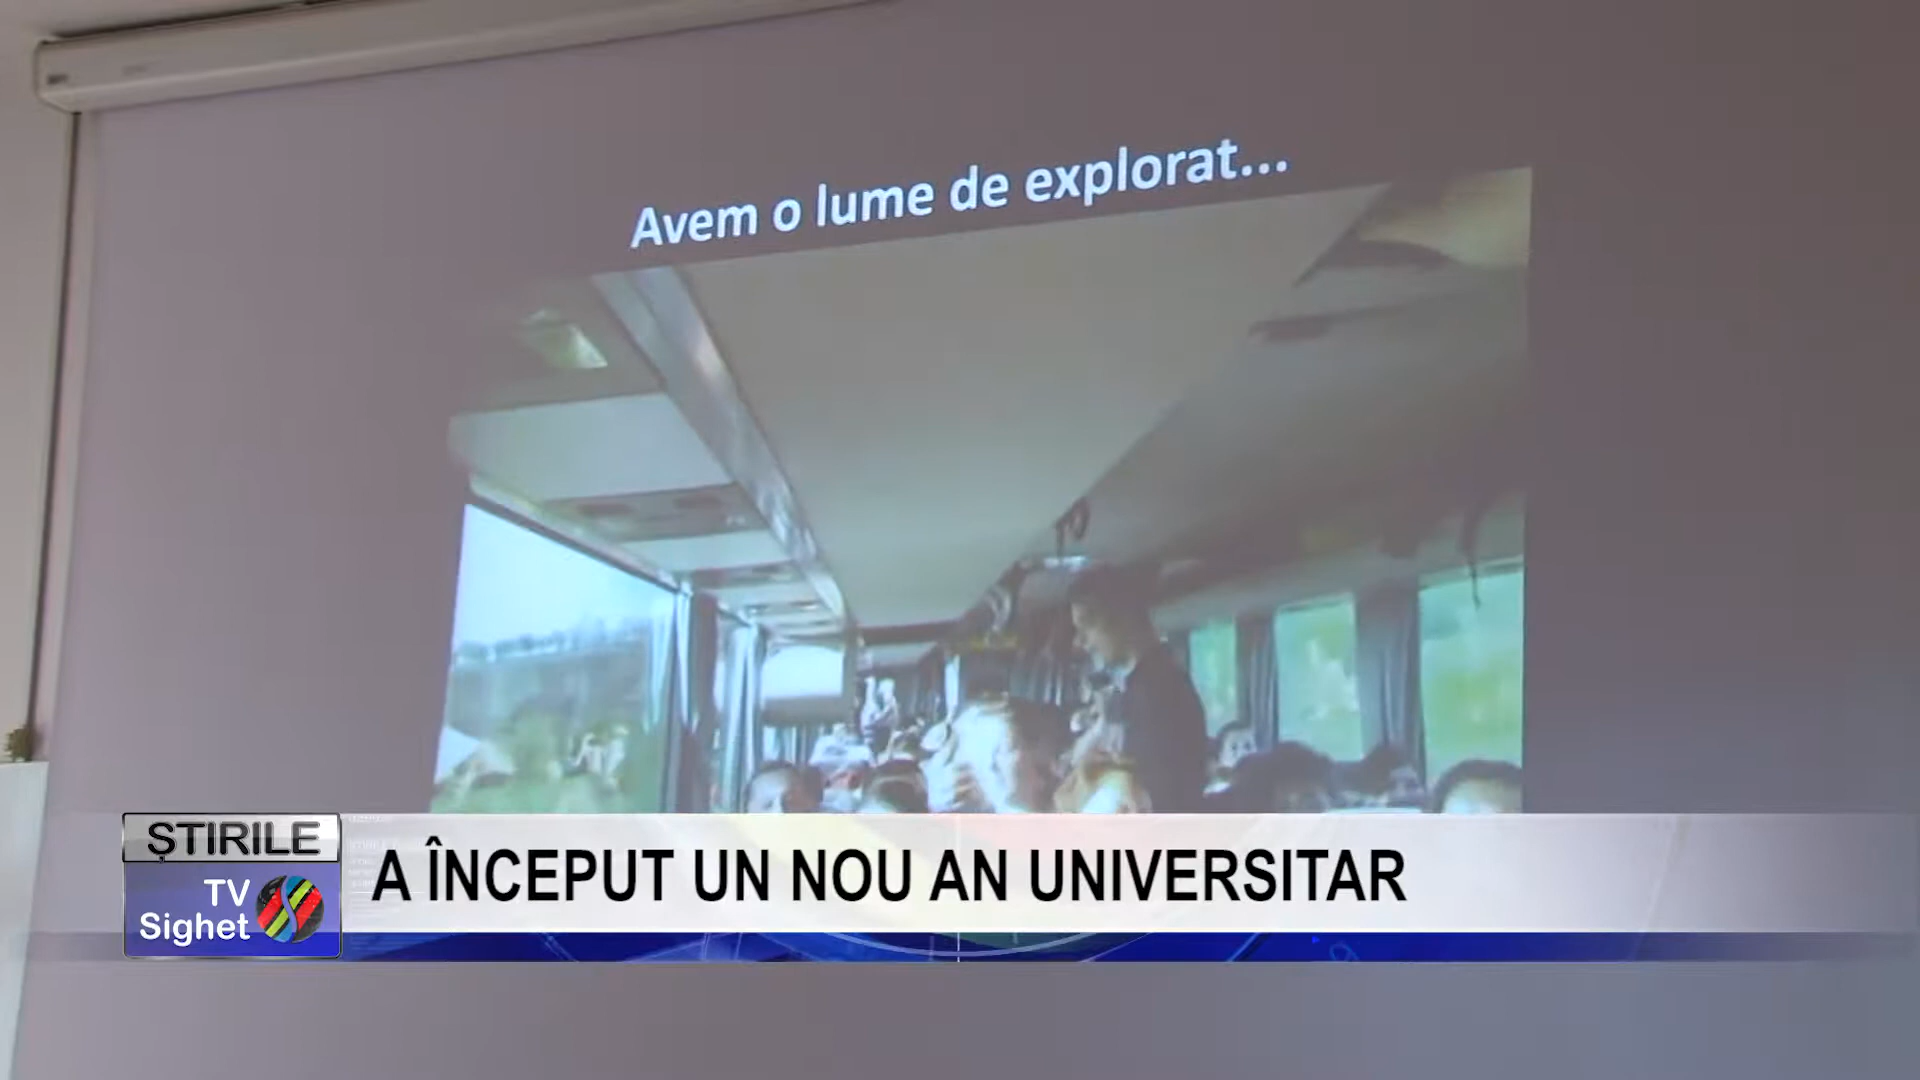 Avem o lume de explorat...
ȘTIRILE
TV
Sighet
A ÎNCEPUT UN NOU AN UNIVERSITAR